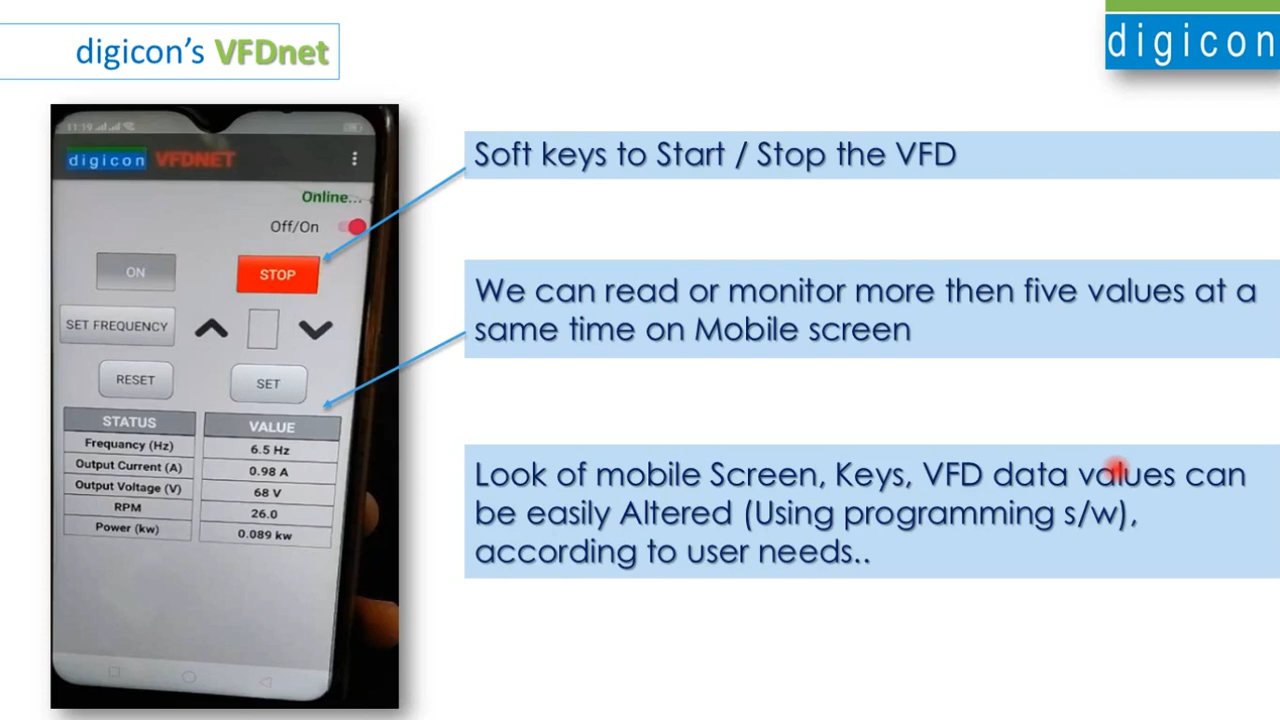 digicon's VFDnet
digicon
11:19
digicon VFDNET
Online...
Off/On
ON
STOP
SET FREQUENCY
RESET
SET
STATUS VALUE
Frequancy (Hz) 6.5 Hz
Output Current (A) 0.98 A
Output Voltage (V) 68 V
RPM 26.0
Power (kw) 0.089 kw
Soft keys to Start / Stop the VFD
We can read or monitor more then five values at a
same time on Mobile screen
Look of mobile Screen, Keys, VFD data values can
be easily Altered (Using programming s/w),
according to user needs..